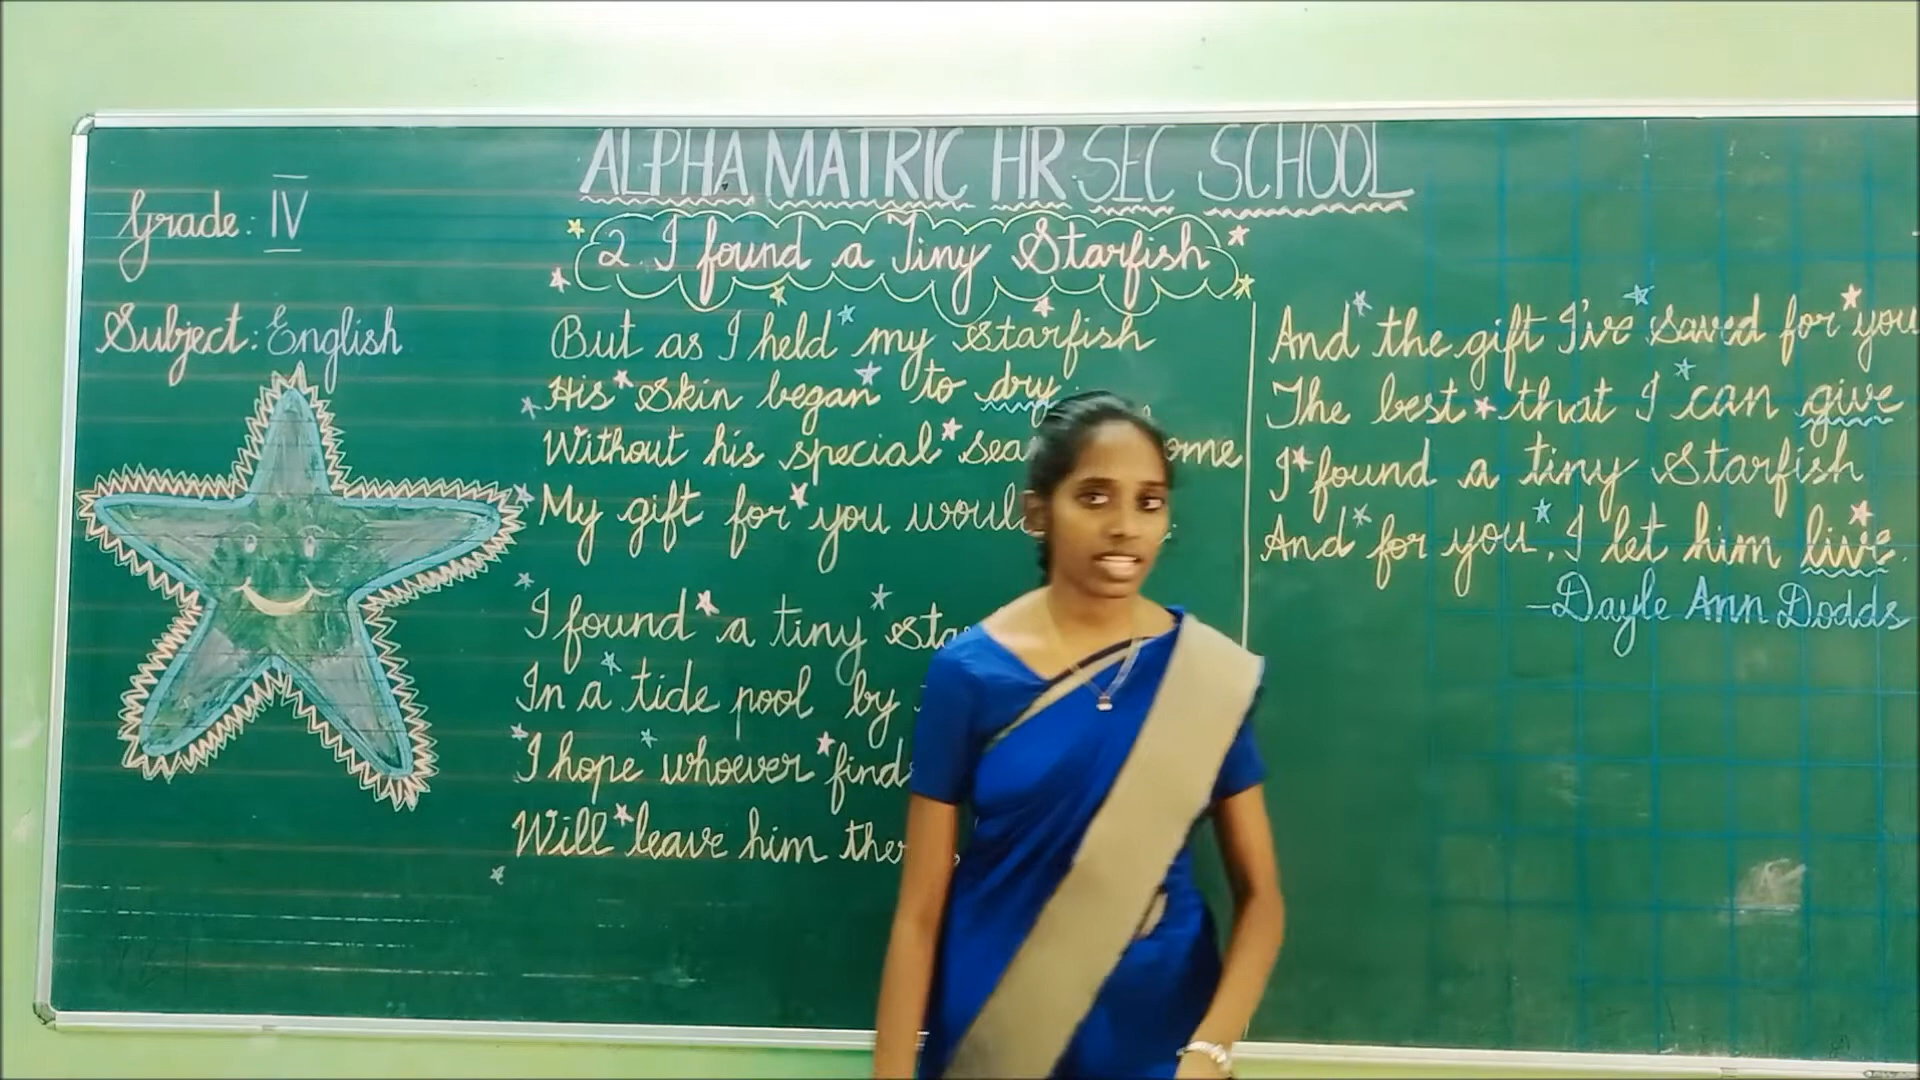 ALPHA MATRIC HR SEC SCHOOL
Grade: IV
Subject: English
2. I found a Tiny Starfish
But as I held my starfish
His skin began to dry.
Without his special sea
My gift for you
I found a tiny
In a tide pool by
I hope whoever finds
Will leave him
And the gift I've saved for you
The best that I can give
I found a tiny starfish
And for you, I let him live.
-Dayle Ann Dodds